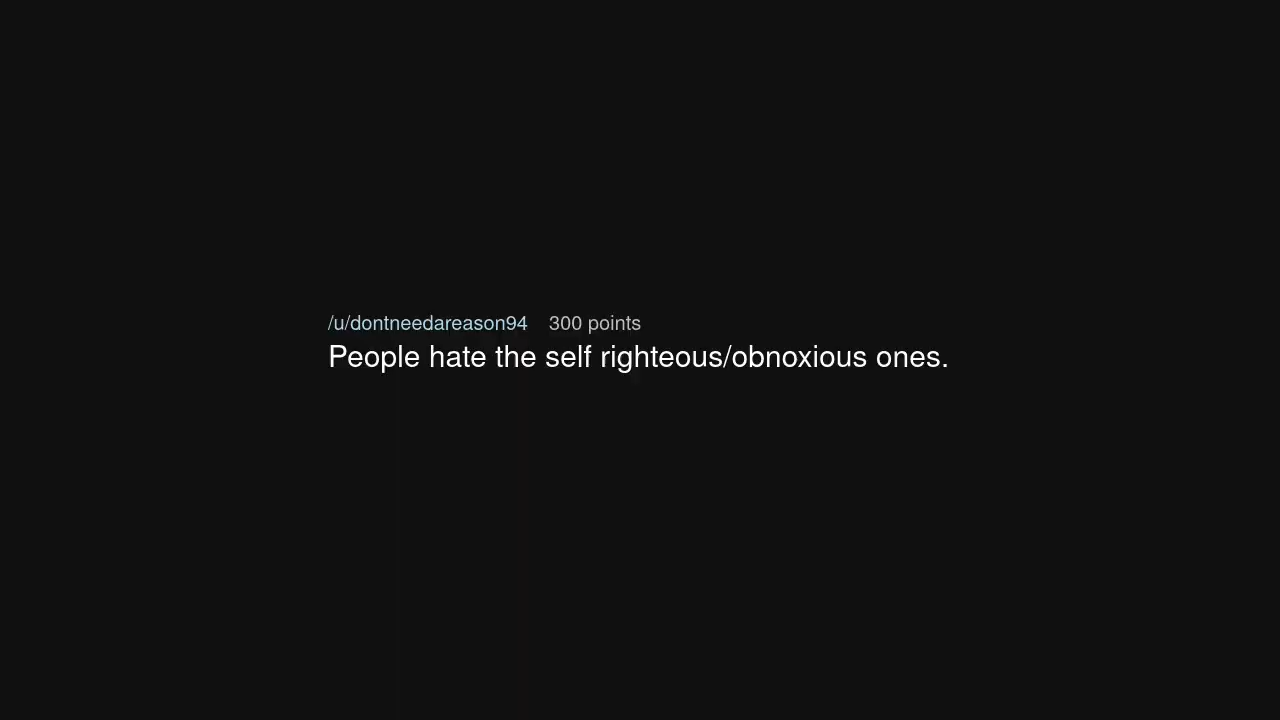 /u/dontneedareason94 300 points
People hate the self righteous/obnoxious ones.